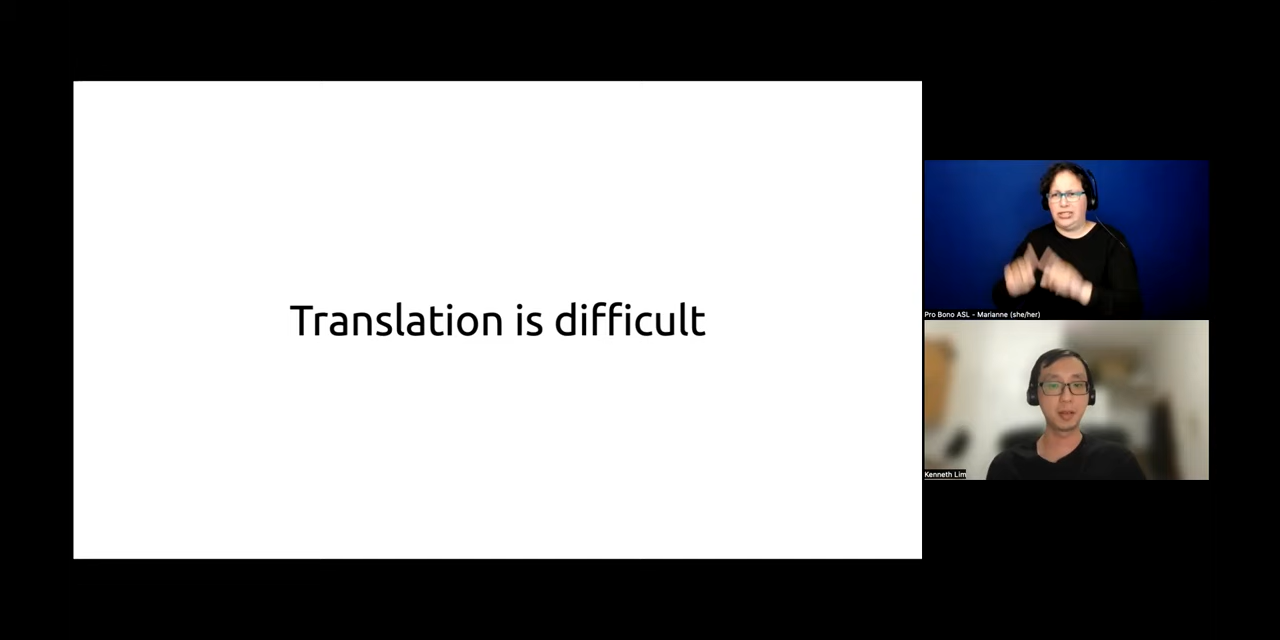 Translation is difficult
Pro Bono ASL - Marianne (she/her)
Kenneth Lim